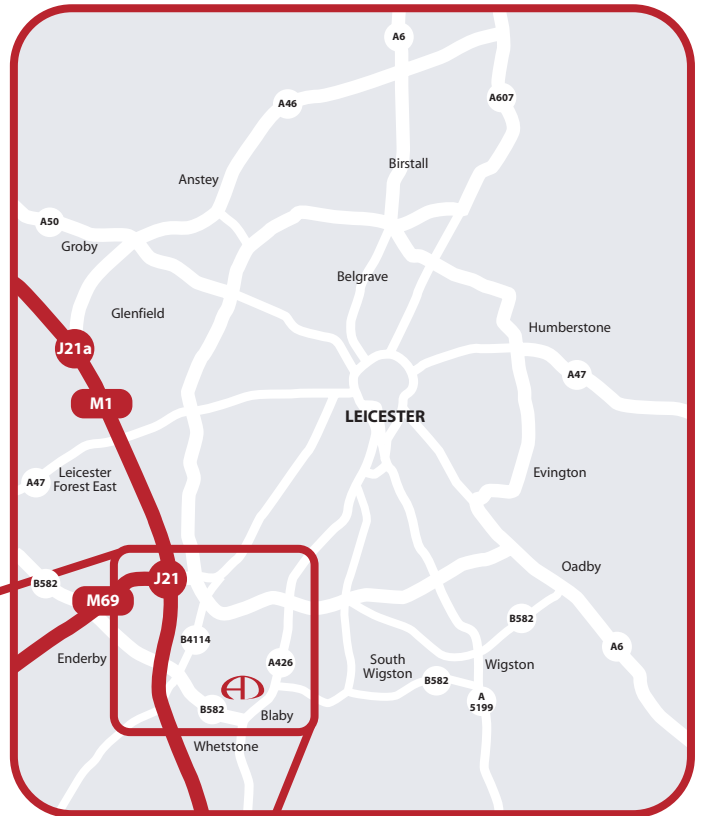 A6
A607
A46
Birstall
Anstey
A50
Groby
Belgrave
Glenfield
Humberstone
J21a
A47
M1
LEICESTER
Leicester
Forest East
A47
Evington
Oadby
J21
B582
M69
B582
B4114
A6
Enderby
A426
South
Wigston
Wigston
B582
A
5199
B582
Blaby
Whetstone